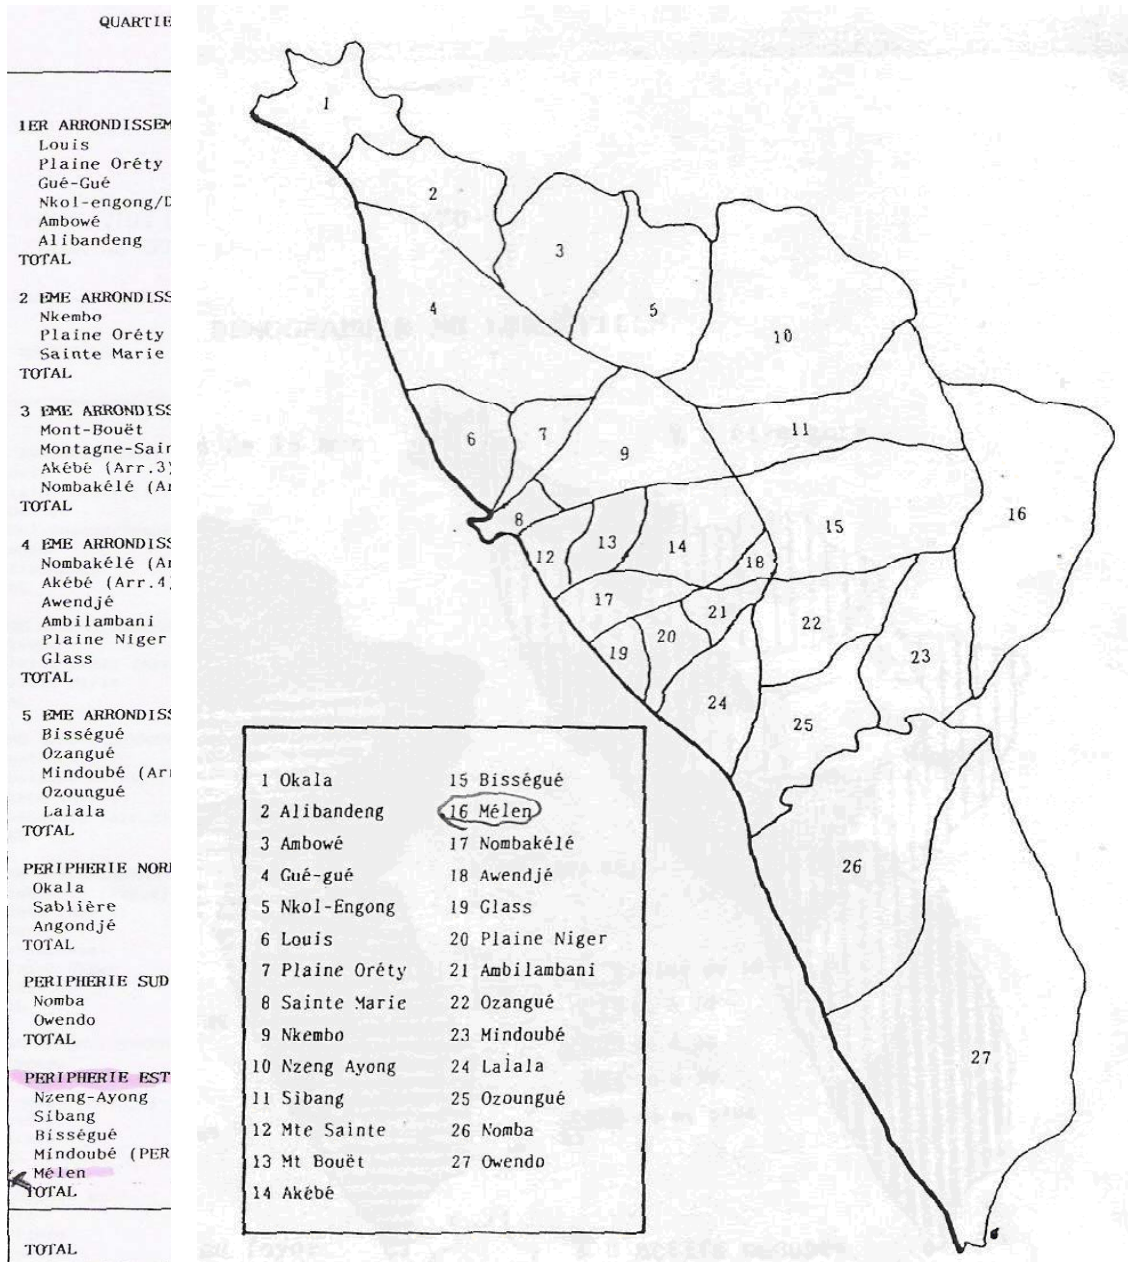 QUARTIE
1ER ARRONDISSEM
Louis
Plaine Oréty
Gué-Gué
Nkol-engong/D
Ambowé
Alibandeng
TOTAL
2 EME ARRONDISS
Nkembo
Plaine Oréty
Sainte Marie
TOTAL
3 EME ARRONDISS
Mont-Bouët
Montagne-Sain
Akébé (Arr.3)
Nombakélé (Ar
TOTAL
4 EME ARRONDISS
Nombakélé (Ar
Akébé (Arr.4)
Awendjé
Ambilambani
Plaine Niger
Glass
TOTAL
5 EME ARRONDISS
Bisségué
Ozangué
Mindoubé (Arr
Ozoungué
Lalala
TOTAL
PERIPHERIE NOR
Okala
Sablière
Angondjé
TOTAL
PERIPHERIE SUD
Nomba
Owendo
TOTAL
PERIPHERIE EST
Nzeng-Ayong
Sibang
Bisségué
Mindoubé (PER
Mélen
TOTAL
TOTAL
1
2
3
4
5
10
6
7
9
11
8
12
13
14
15
16
18
17
21
22
19
20
23
24
25
26
27
1 Okala
2 Alibandeng
3 Ambowé
4 Gué-gué
5 Nkol-Engong
6 Louis
7 Plaine Oréty
8 Sainte Marie
9 Nkembo
10 Nzeng Ayong
11 Sibang
12 Mte Sainte
13 Mt Bouët
14 Akébé
15 Bisségué
16 Mélen
17 Nombakélé
18 Awendjé
19 Glass
20 Plaine Niger
21 Ambilambani
22 Ozangué
23 Mindoubé
24 Lalala
25 Ozoungué
26 Nomba
27 Owendo